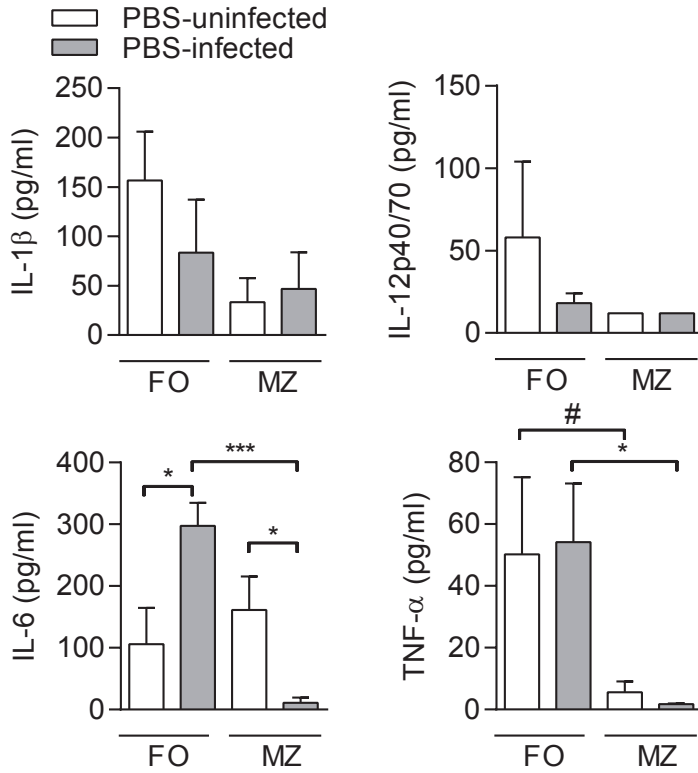 PBS-uninfected
PBS-infected
IL-1β (pg/ml)
250
200
150
100
50
0
FO
MZ
IL-12p40/70 (pg/ml)
150
100
50
0
FO
MZ
IL-6 (pg/ml)
400
300
200
100
0
*
***
*
FO
MZ
TNF-α (pg/ml)
80
60
40
20
0
#
*
FO
MZ